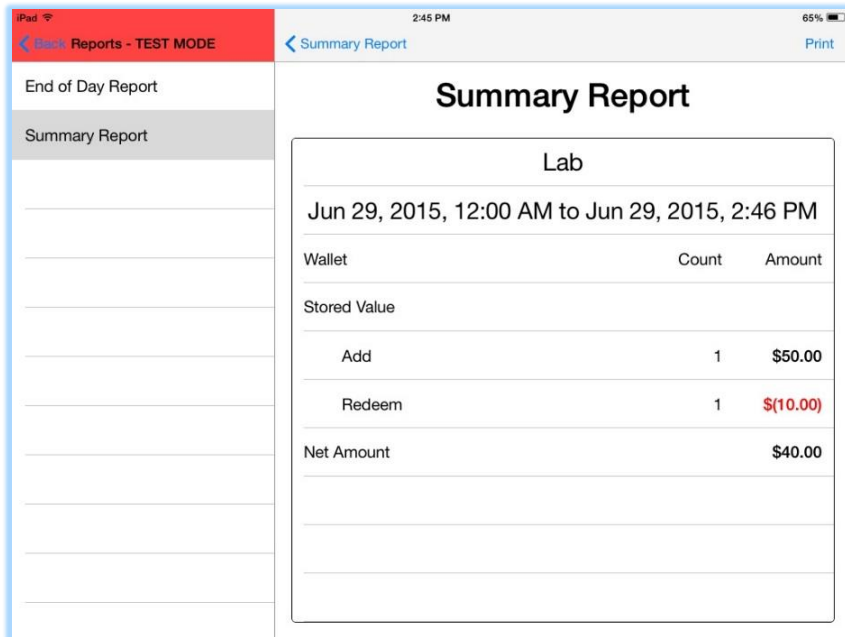 iPad 2:45 PM 65%
Back Reports - TEST MODE
Summary Report Print
End of Day Report
Summary Report
Summary Report
Lab
Jun 29, 2015, 12:00 AM to Jun 29, 2015, 2:46 PM
Wallet Count Amount
Stored Value
Add 1 $50.00
Redeem 1 $(10.00)
Net Amount $40.00